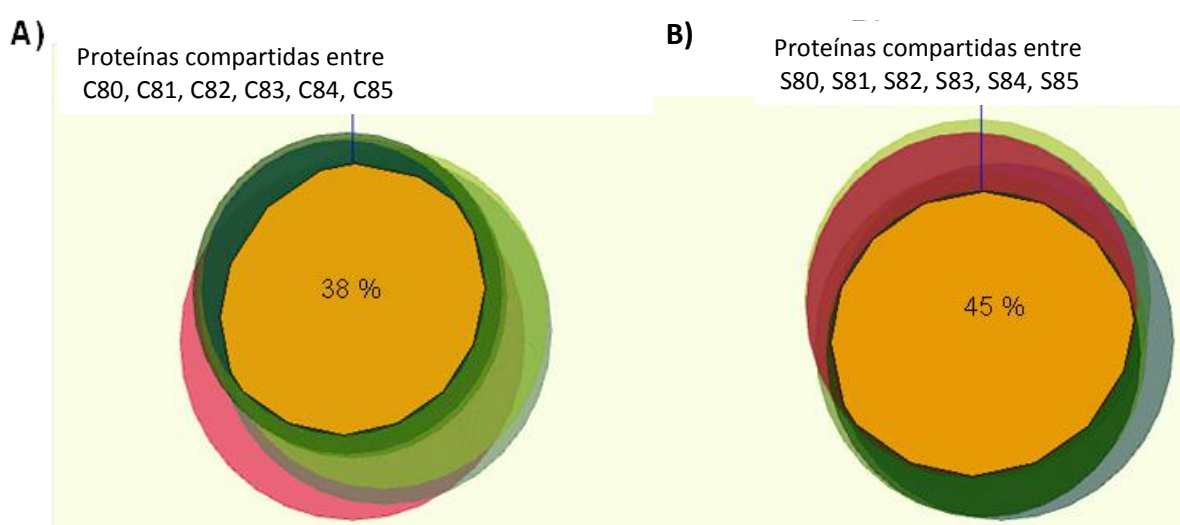 A)
Proteínas compartidas entre
C80, C81, C82, C83, C84, C85
38 %
B)
Proteínas compartidas entre
S80, S81, S82, S83, S84, S85
45 %